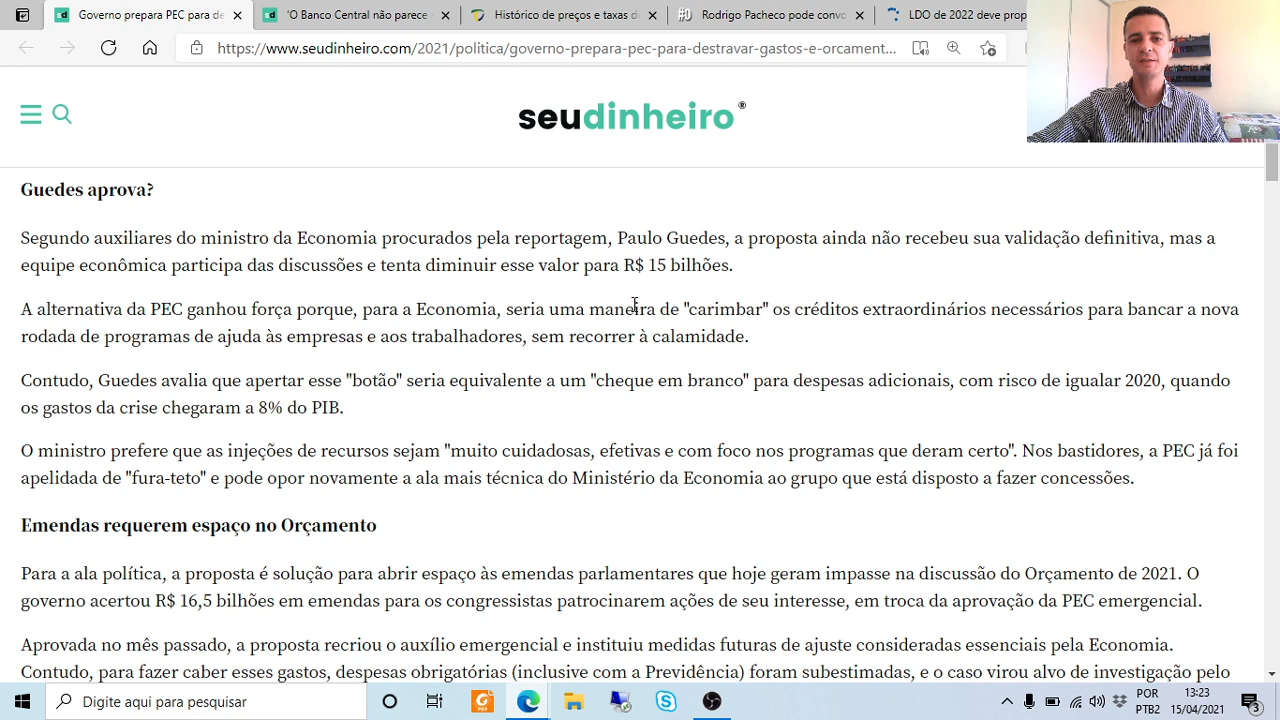 'O Banco Central não parece
Histórico de preços e taxas d
Rodrigo Pacheco pode convo
LDO de 2022 deve prop
https://www.seudinheiro.com/2021/politica/governo-prepara-pec-para-destravar-gastos-e-orcament...
seudinheiro®
Guedes aprova?
Segundo auxiliares do ministro da Economia procurados pela reportagem, Paulo Guedes, a proposta ainda não recebeu sua validação definitiva, mas a
equipe econômica participa das discussões e tenta diminuir esse valor para R$ 15 bilhões.
A alternativa da PEC ganhou força porque, para a Economia, seria uma maneira de "carimbar" os créditos extraordinários necessários para bancar a nova
rodada de programas de ajuda às empresas e aos trabalhadores, sem recorrer à calamidade.
Contudo, Guedes avalia que apertar esse "botão" seria equivalente a um "cheque em branco" para despesas adicionais, com risco de igualar 2020, quando
os gastos da crise chegaram a 8% do PIB.
O ministro prefere que as injeções de recursos sejam "muito cuidadosas, efetivas e com foco nos programas que deram certo". Nos bastidores, a PEC já foi
apelidada de "fura-teto" e pode opor novamente a ala mais técnica do Ministério da Economia ao grupo que está disposto a fazer concessões.
Emendas requerem espaço no Orçamento
Para a ala política, a proposta é solução para abrir espaço às emendas parlamentares que hoje geram impasse na discussão do Orçamento de 2021. O
governo acertou R$ 16,5 bilhões em emendas para os congressistas patrocinarem ações de seu interesse, em troca da aprovação da PEC emergencial.
Aprovada no mês passado, a proposta recriou o auxílio emergencial e instituiu medidas futuras de ajuste consideradas essenciais pela Economia.
Contudo, para fazer caber esses gastos, despesas obrigatórias (inclusive com a Previdência) foram subestimadas, e o caso virou alvo de investigação pelo
Digite aqui para pesquisar
POR
PTB2
13:23
15/04/2021
3